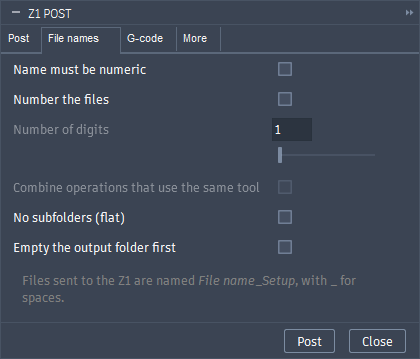 Z1 POST
Post File names G-code More
Name must be numeric
Number the files
Number of digits 1
Combine operations that use the same tool
No subfolders (flat)
Empty the output folder first
Files sent to the Z1 are named File name_Setup, with _ for
spaces.
Post Close